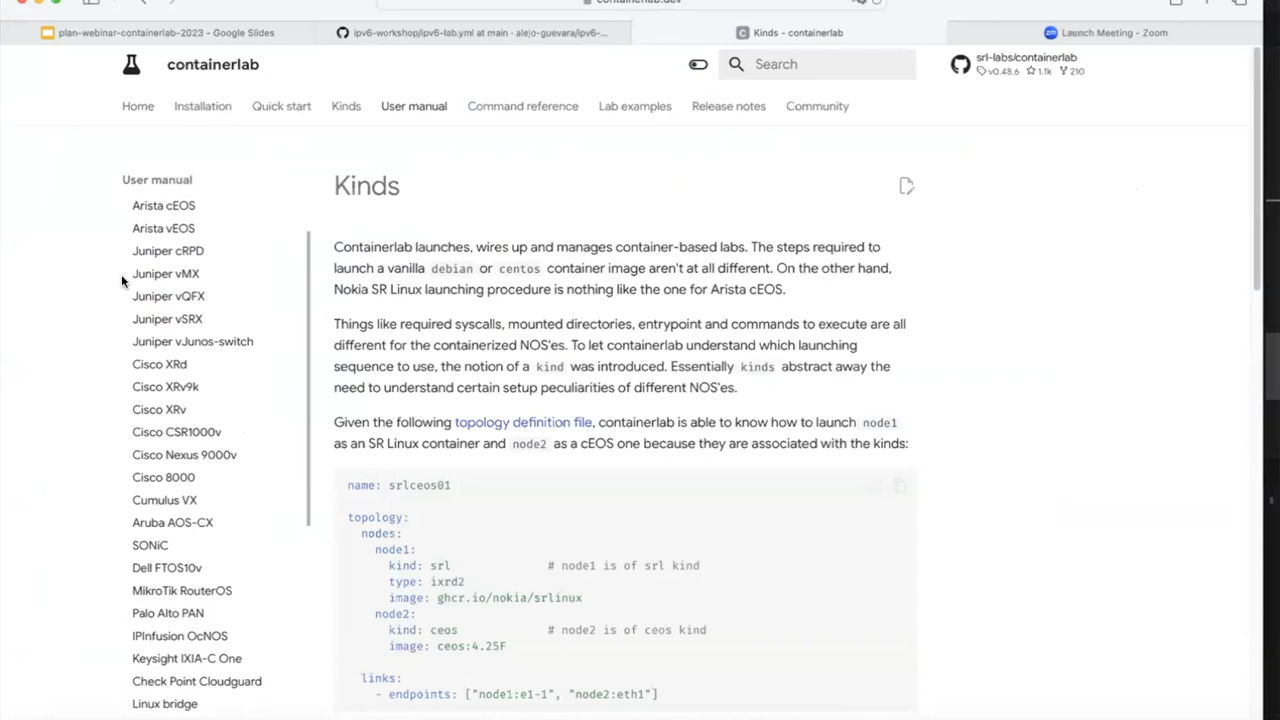 containerlab.dev
plan-webinar-containerlab-2023 - Google Slides
ipv6-workshop/ipv6-lab.yml at main · alejo-guevara/ipv6-...
Kinds - containerlab
Launch Meeting - Zoom
containerlab
Search
srl-labs/containerlab
v0.48.6 1.1k 210
Home Installation Quick start Kinds User manual Command reference Lab examples Release notes Community
User manual
Arista cEOS
Arista vEOS
Juniper cRPD
Juniper vMX
Juniper vQFX
Juniper vSRX
Juniper vJunos-switch
Cisco XRd
Cisco XRv9k
Cisco XRv
Cisco CSR1000v
Cisco Nexus 9000v
Cisco 8000
Cumulus VX
Aruba AOS-CX
SONiC
Dell FTOS10v
MikroTik RouterOS
Palo Alto PAN
IPInfusion OcNOS
Keysight IXIA-C One
Check Point Cloudguard
Linux bridge
Kinds
Containerlab launches, wires up and manages container-based labs. The steps required to
launch a vanilla debian or centos container image aren't at all different. On the other hand,
Nokia SR Linux launching procedure is nothing like the one for Arista cEOS.
Things like required syscalls, mounted directories, entrypoint and commands to execute are all
different for the containerized NOS'es. To let containerlab understand which launching
sequence to use, the notion of a kind was introduced. Essentially kinds abstract away the
need to understand certain setup peculiarities of different NOS'es.
Given the following topology definition file, containerlab is able to know how to launch node1
as an SR Linux container and node2 as a cEOS one because they are associated with the kinds:
name: srlceos01
topology:
nodes:
node1:
kind: srl # node1 is of srl kind
type: ixrd2
image: ghcr.io/nokia/srlinux
node2:
kind: ceos # node2 is of ceos kind
image: ceos:4.25F
links:
- endpoints: ["node1:e1-1", "node2:eth1"]